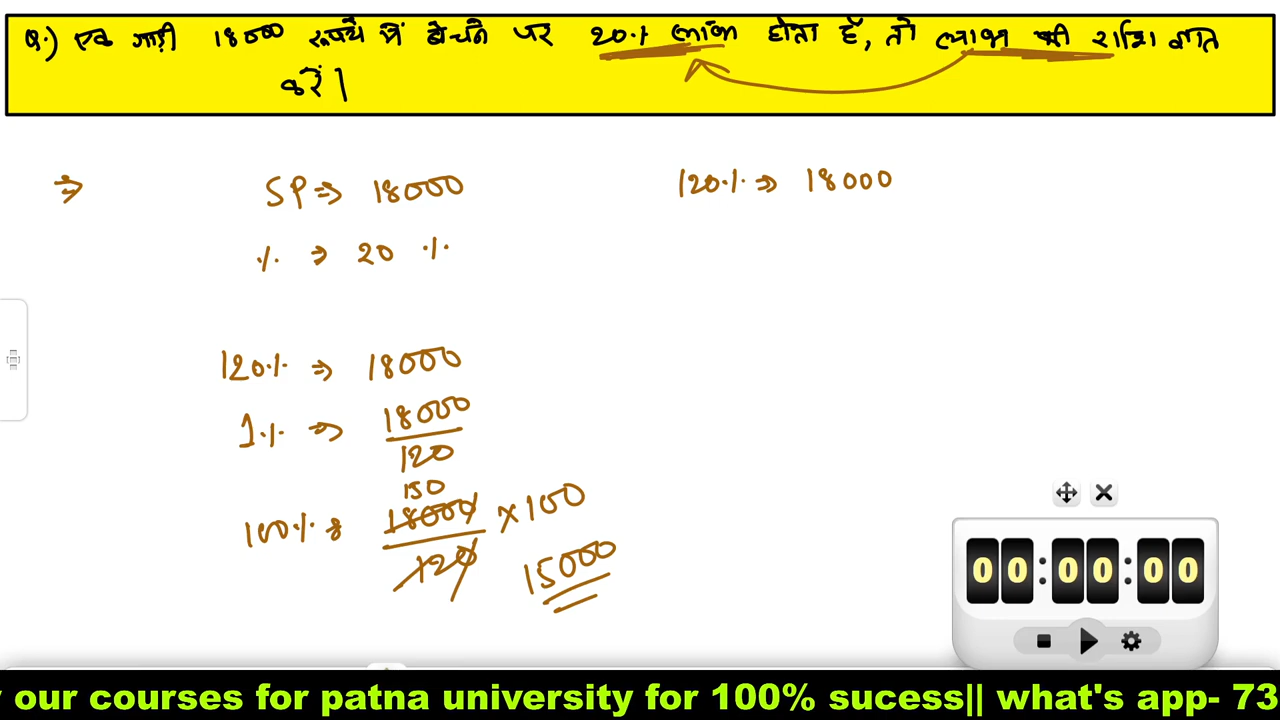 Q.) एक गाड़ी 18000 रूपये में बेचने पर 20% लाभ होता हैं, तो लाभ की राशि ज्ञात
करें।
⇒ SP ⇒ 18000
% ⇒ 20 %
120% ⇒ 18000
1% ⇒ 18000/120
150
100% ⇒ 18000/120 × 100
15000
120% ⇒ 18000
00:00:00
y our courses for patna university for 100% sucess|| what's app- 73